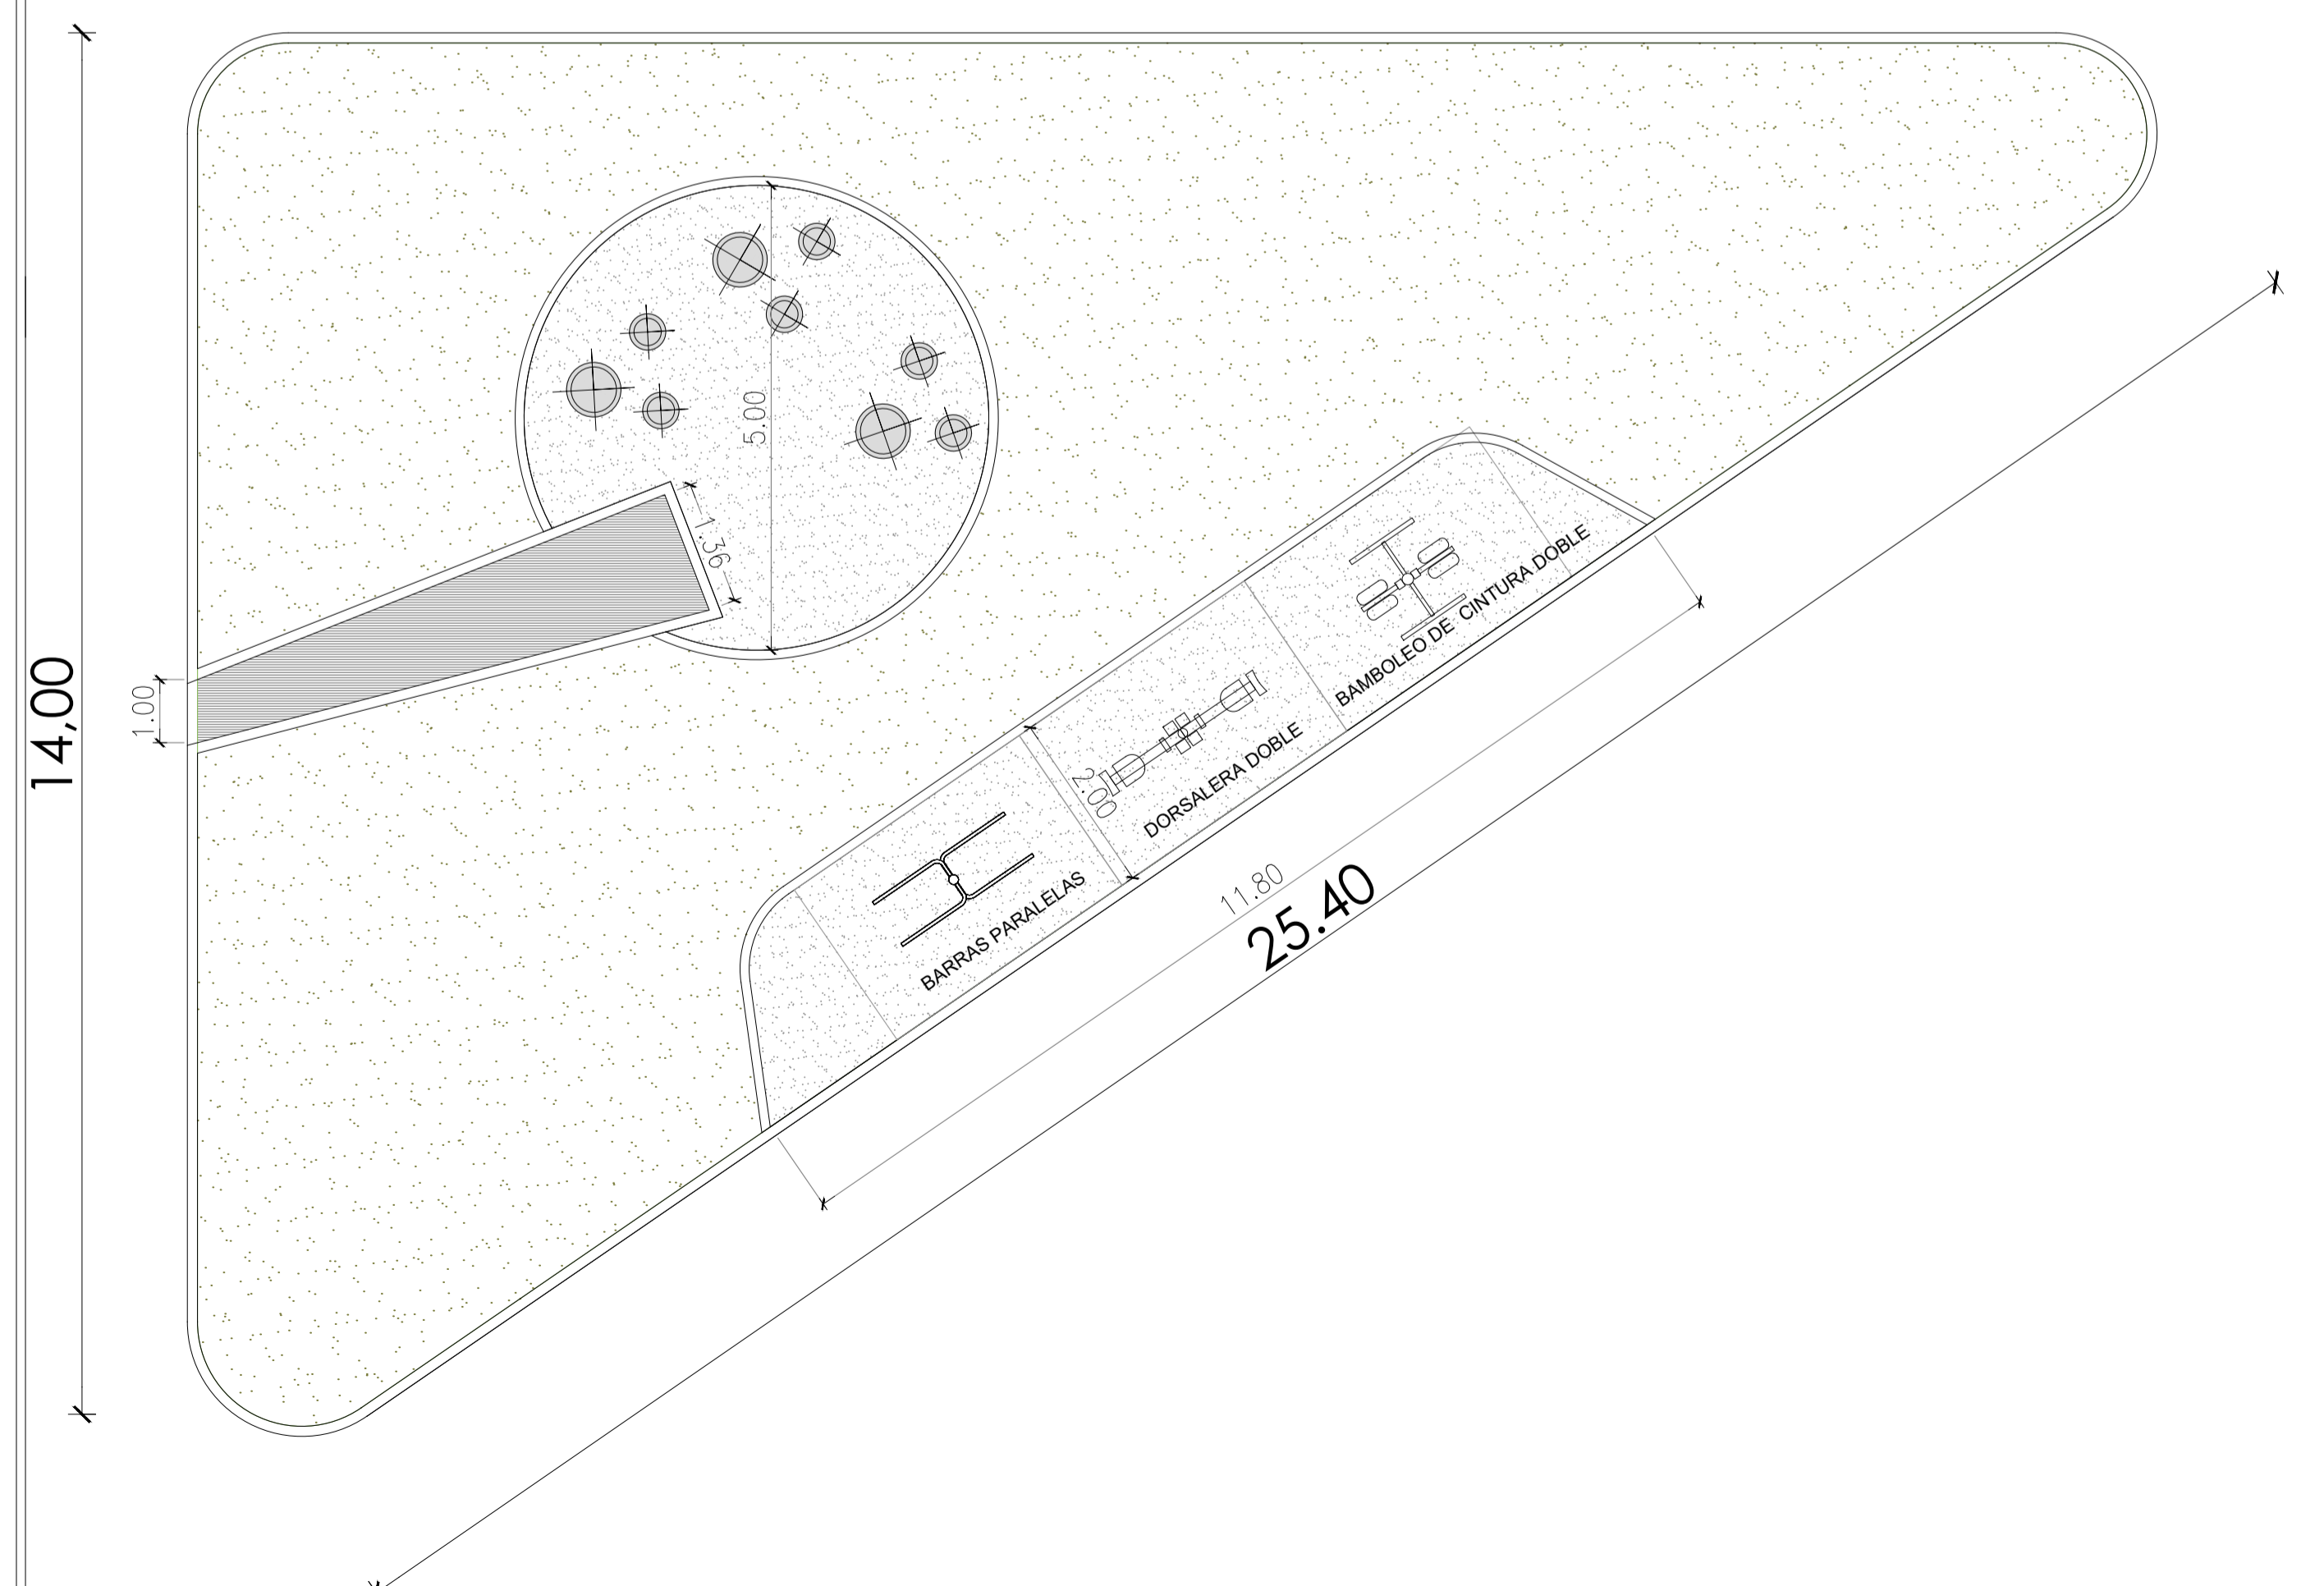 5.00
1.36
1.00
14,00
BAMBOLEO DE CINTURA DOBLE
2.00
DORSALERA DOBLE
BARRAS PARALELAS
11.80
25.40